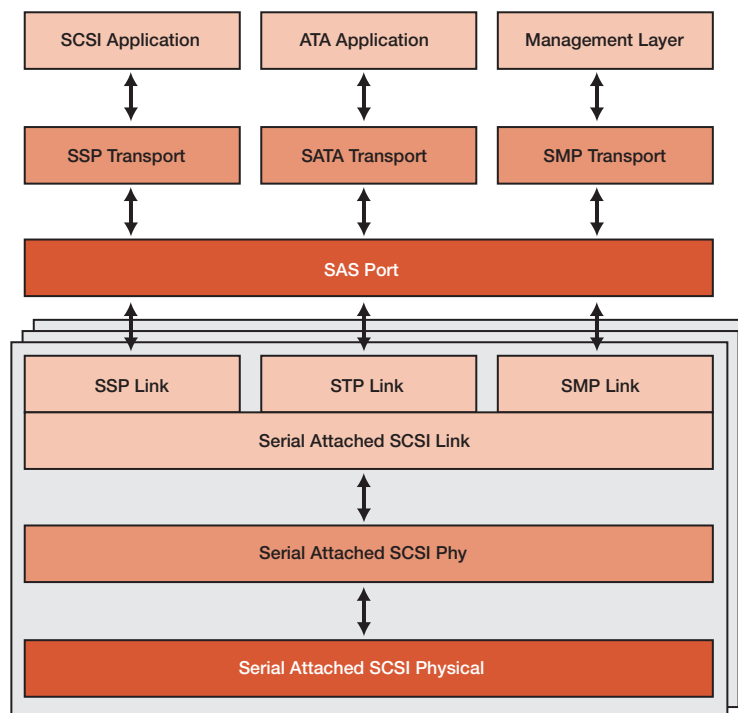 SCSI Application
ATA Application
Management Layer
SSP Transport
SATA Transport
SMP Transport
SAS Port
SSP Link
STP Link
SMP Link
Serial Attached SCSI Link
Serial Attached SCSI Phy
Serial Attached SCSI Physical